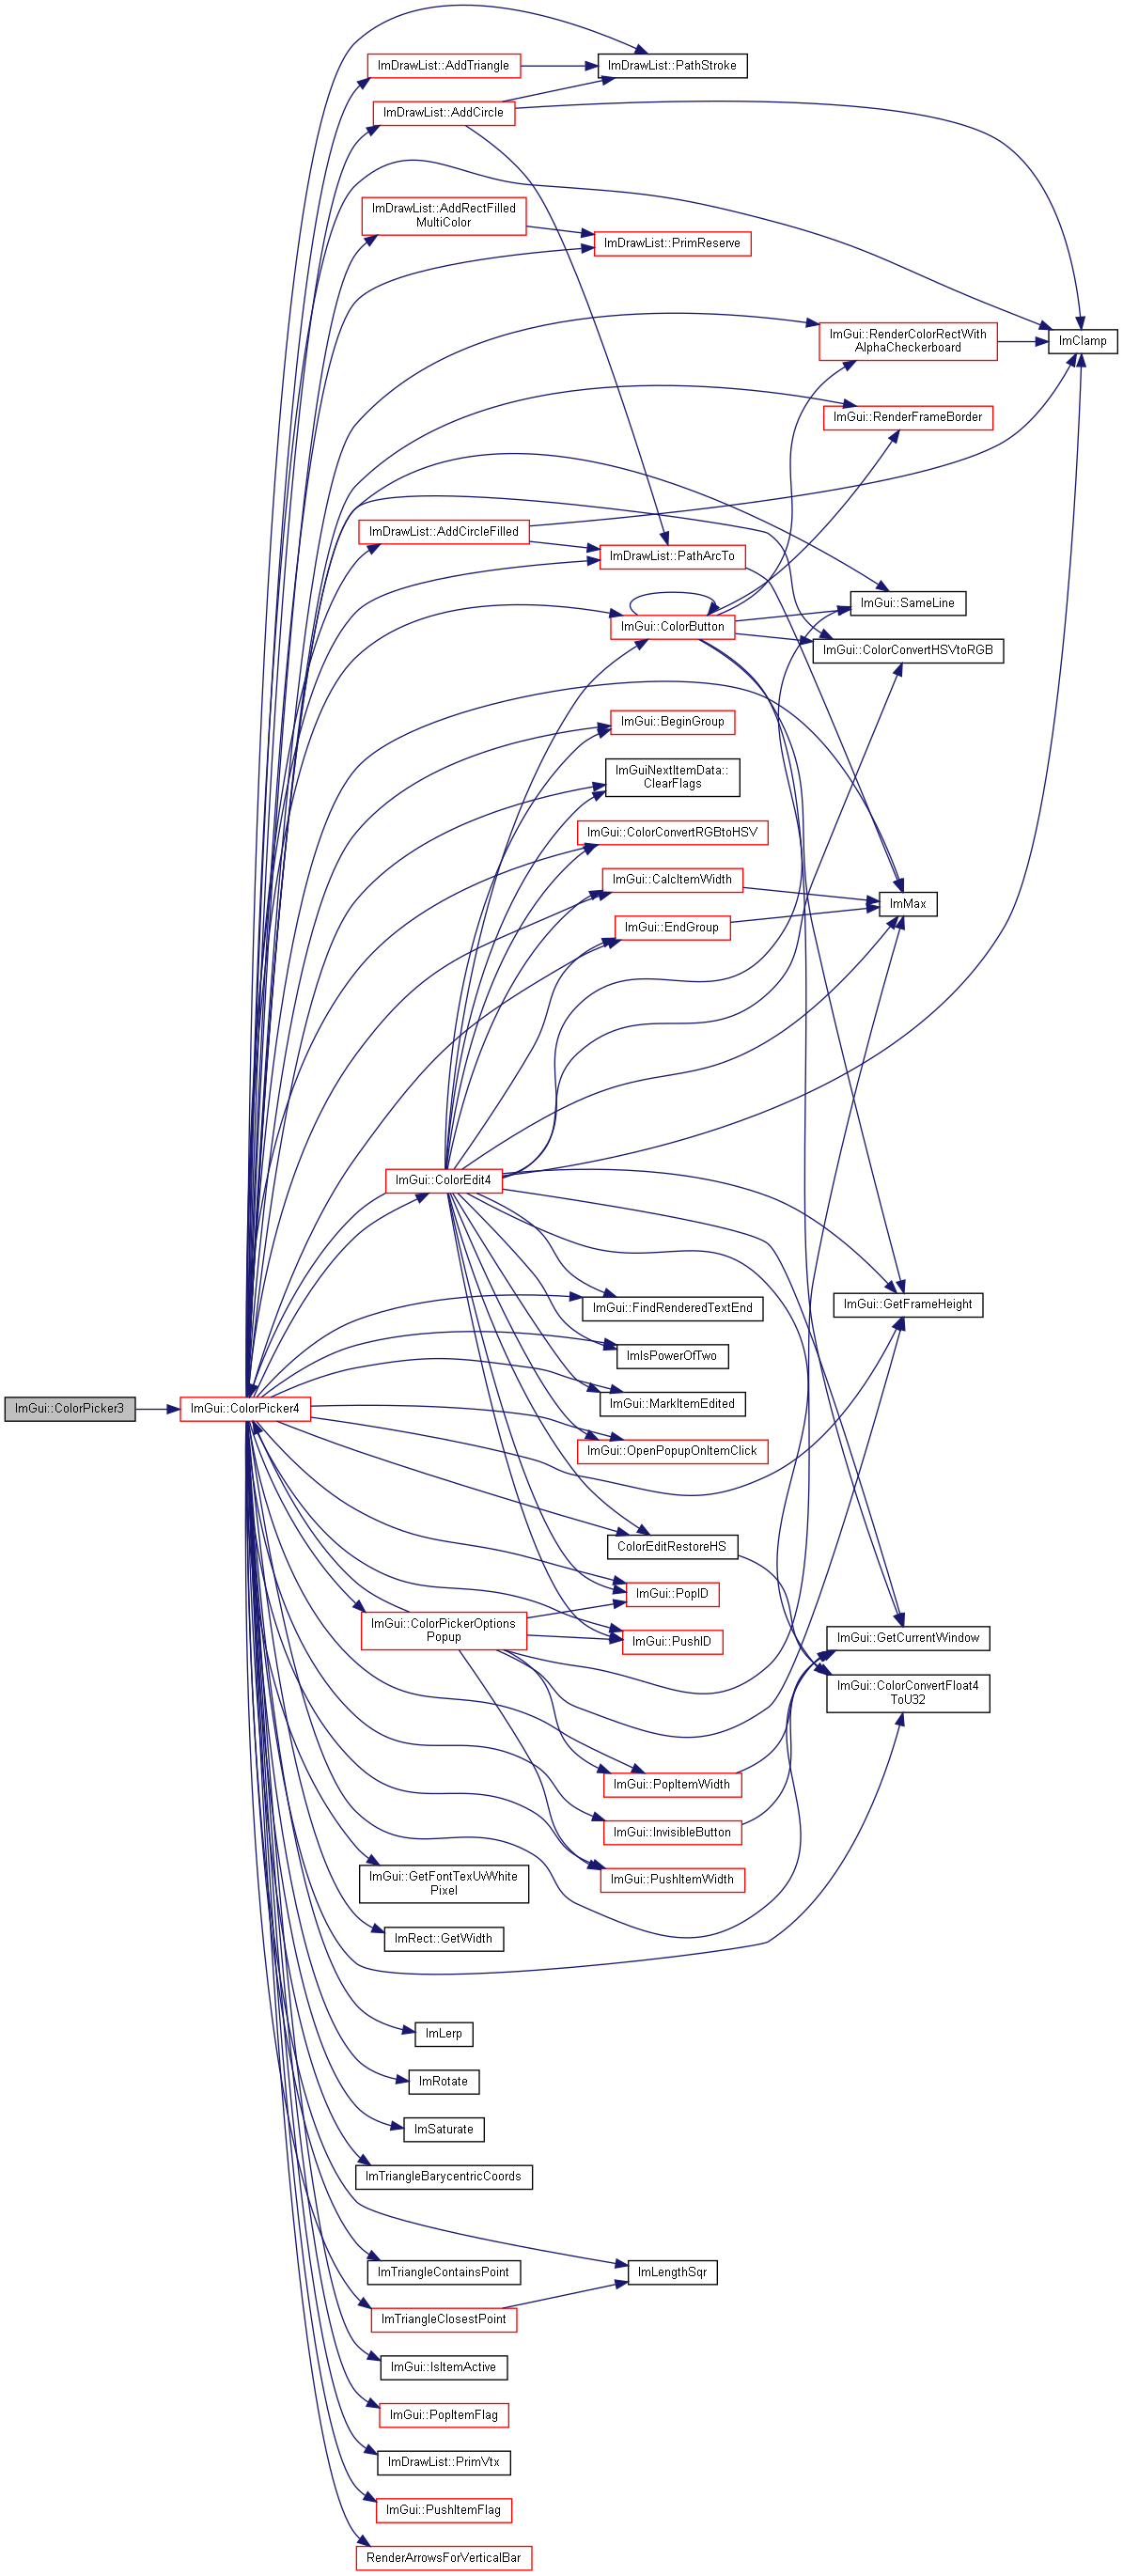 ImDrawList::AddTriangle
ImDrawList::PathStroke
ImDrawList::AddCircle
ImDrawList::AddRectFilled
MultiColor
ImDrawList::PrimReserve
ImGui::RenderColorRectWith
AlphaCheckerboard
ImClamp
ImGui::RenderFrameBorder
ImDrawList::AddCircleFilled
ImDrawList::PathArcTo
ImGui::SameLine
ImGui::ColorButton
ImGui::ColorConvertHSVtoRGB
ImGui::BeginGroup
ImGuiNextItemData::
ClearFlags
ImGui::ColorConvertRGBtoHSV
ImGui::CalcItemWidth
ImMax
ImGui::EndGroup
ImGui::ColorEdit4
ImGui::FindRenderedTextEnd
ImGui::GetFrameHeight
ImIsPowerOfTwo
ImGui::MarkItemEdited
ImGui::ColorPicker3
ImGui::ColorPicker4
ImGui::OpenPopupOnItemClick
ColorEditRestoreHS
ImGui::PopID
ImGui::ColorPickerOptions
Popup
ImGui::PushID
ImGui::GetCurrentWindow
ImGui::ColorConvertFloat4
ToU32
ImGui::PopItemWidth
ImGui::InvisibleButton
ImGui::GetFontTexUvWhite
Pixel
ImGui::PushItemWidth
ImRect::GetWidth
ImLerp
ImRotate
ImSaturate
ImTriangleBarycentricCoords
ImTriangleContainsPoint
ImLengthSqr
ImTriangleClosestPoint
ImGui::IsItemActive
ImGui::PopItemFlag
ImDrawList::PrimVtx
ImGui::PushItemFlag
RenderArrowsForVerticalBar